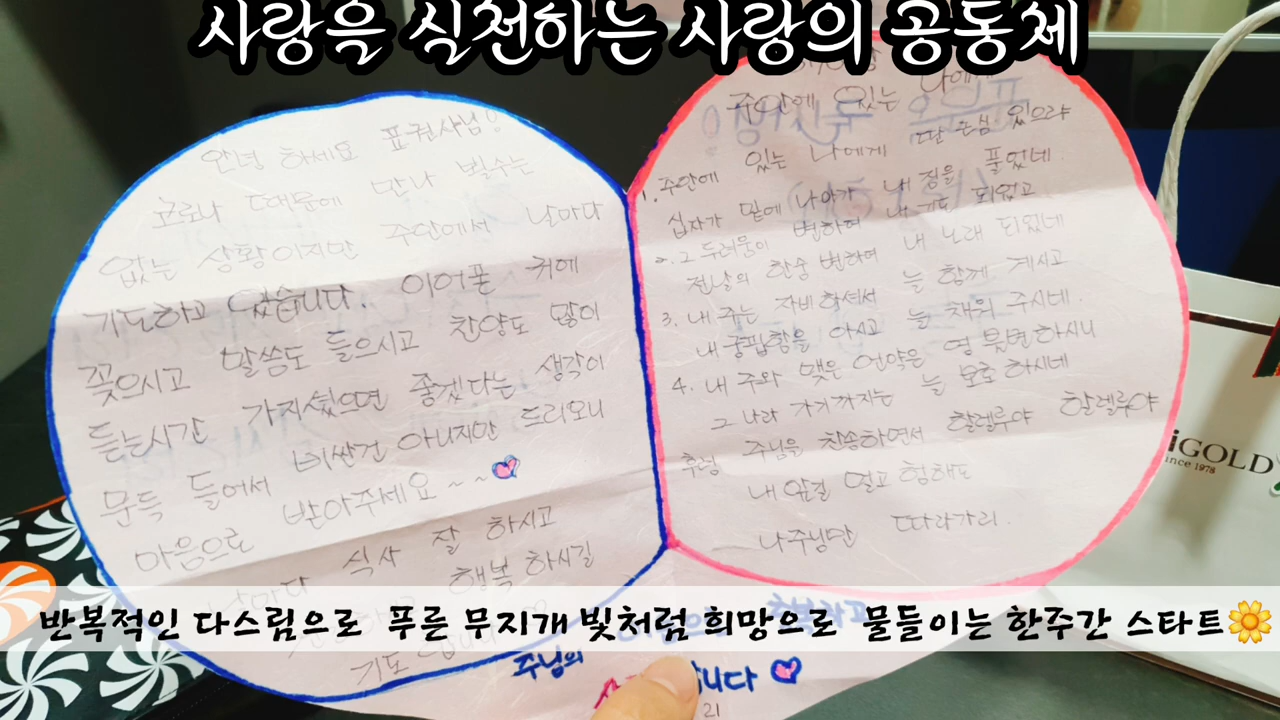 사랑을 실천하는 사랑의 공동체
안녕 하세요 표권사님
코로나 때문에 만나 뵐수는
없는 상황이지만 주단에서 날마다
기도하고 있습니다. 이어폰 귀에
꽂으시고 말씀도 들으시고 찬양도 많이
듣는시간 가지셨으면 좋겠다는 생각이
문득 들어서 비싼건 아니지만 드리오니
마음으로 받아주세요~~
식사 잘 하시고
행복 하시길
기도
주안에 있는 나에게
1. 주안에 있는 나에게 딴 근심 있으랴
십자가 밑에 나아가 내 짐을 풀었네
2. 그 두려움이 변하여 내 기도 되었고
전날의 한숨 변하여 내 노래 되었네
3. 내 주는 자비하셔서 늘 함께 계시고
내 궁핍함을 아시고 늘 채워 주시네.
4. 내 주와 맺은 언약은 영 불변하시니
그 나라 가기까지는 늘 보호 하시네
후렴 주님을 찬송하면서 할렐루야 할렐루야
내 앞길 멀고 험해도
나 주님만 따라가리.
주님의
21
iGOLD
Since 1978
반복적인 다스림으로 푸른 무지개 빛처럼 희망으로 물들이는 한주간 스타트🌼